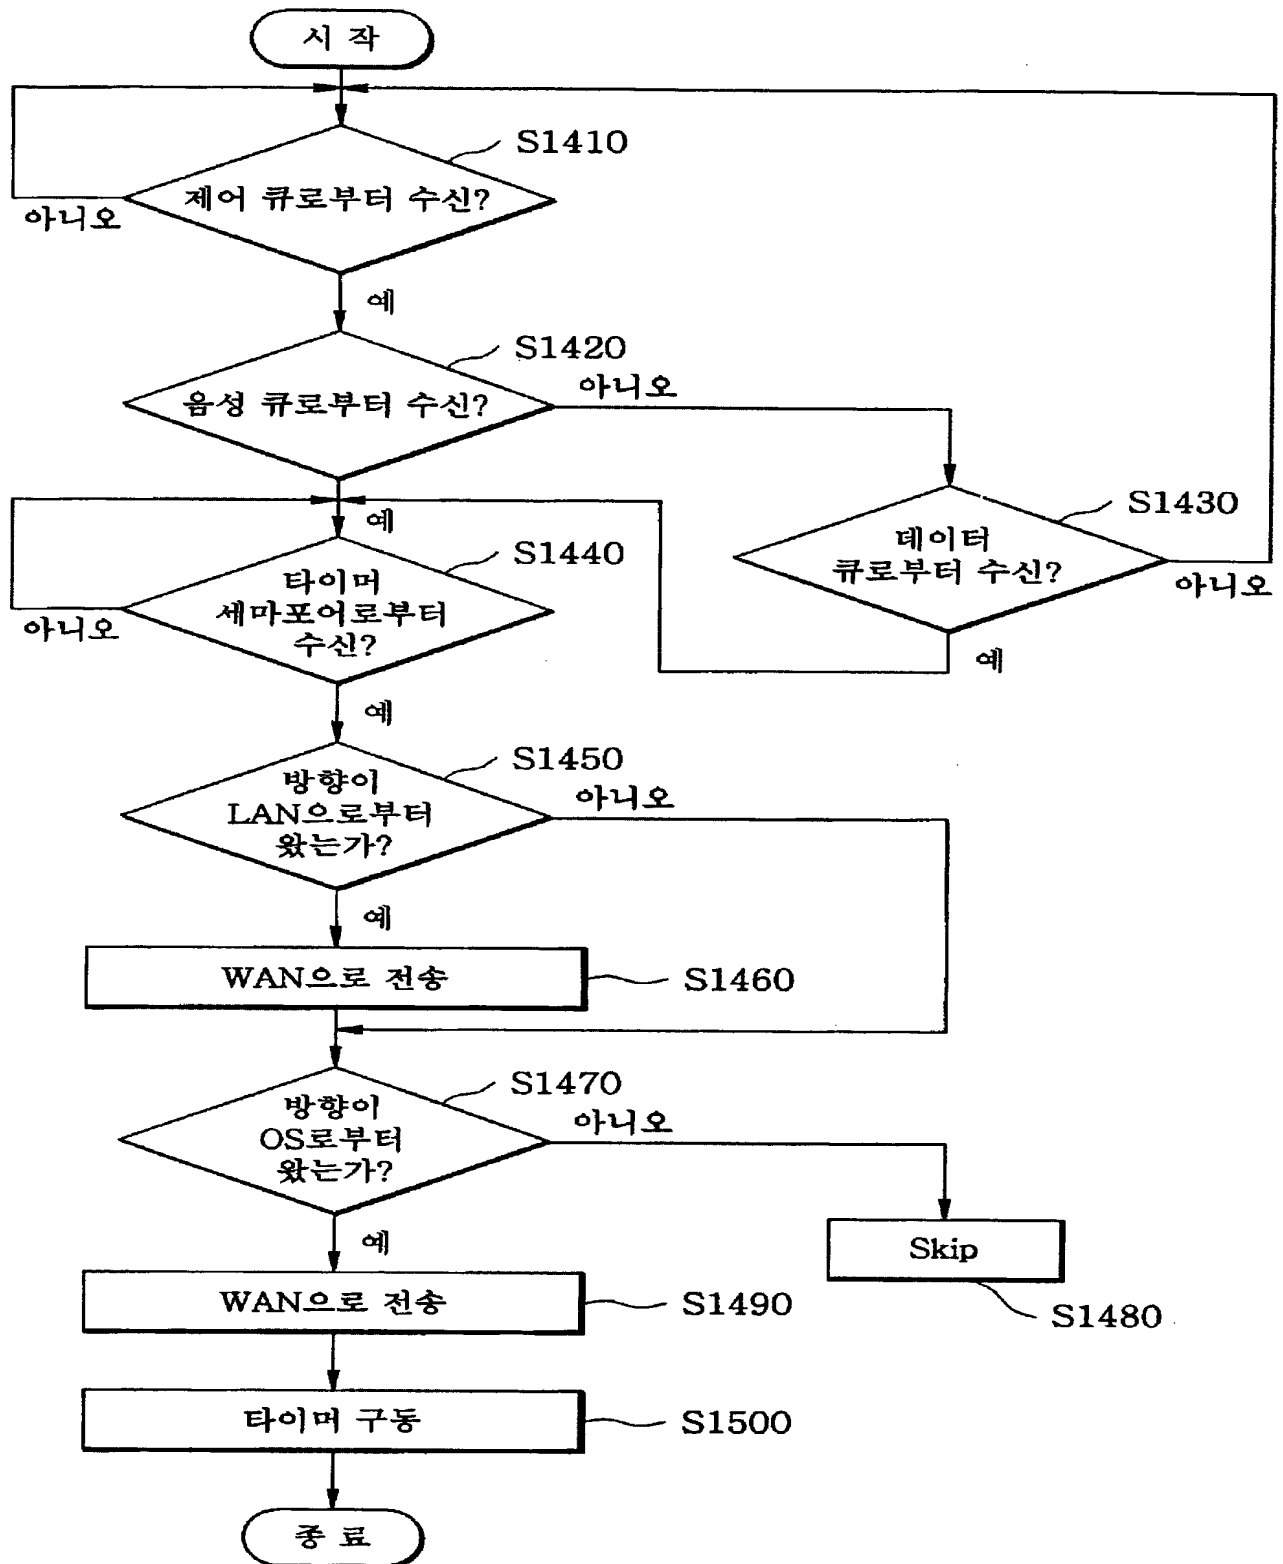 시 작
S1410
제어 큐로부터 수신?
아니오
예
S1420
음성 큐로부터 수신?
아니오
S1430
데이터
큐로부터 수신?
아니오
예
예
S1440
타이머
세마포어로부터
수신?
아니오
예
S1450
방향이
LAN으로부터
왔는가?
아니오
예
WAN으로 전송
S1460
S1470
방향이
OS로부터
왔는가?
아니오
예
Skip
S1480
WAN으로 전송
S1490
타이머 구동
S1500
종 료